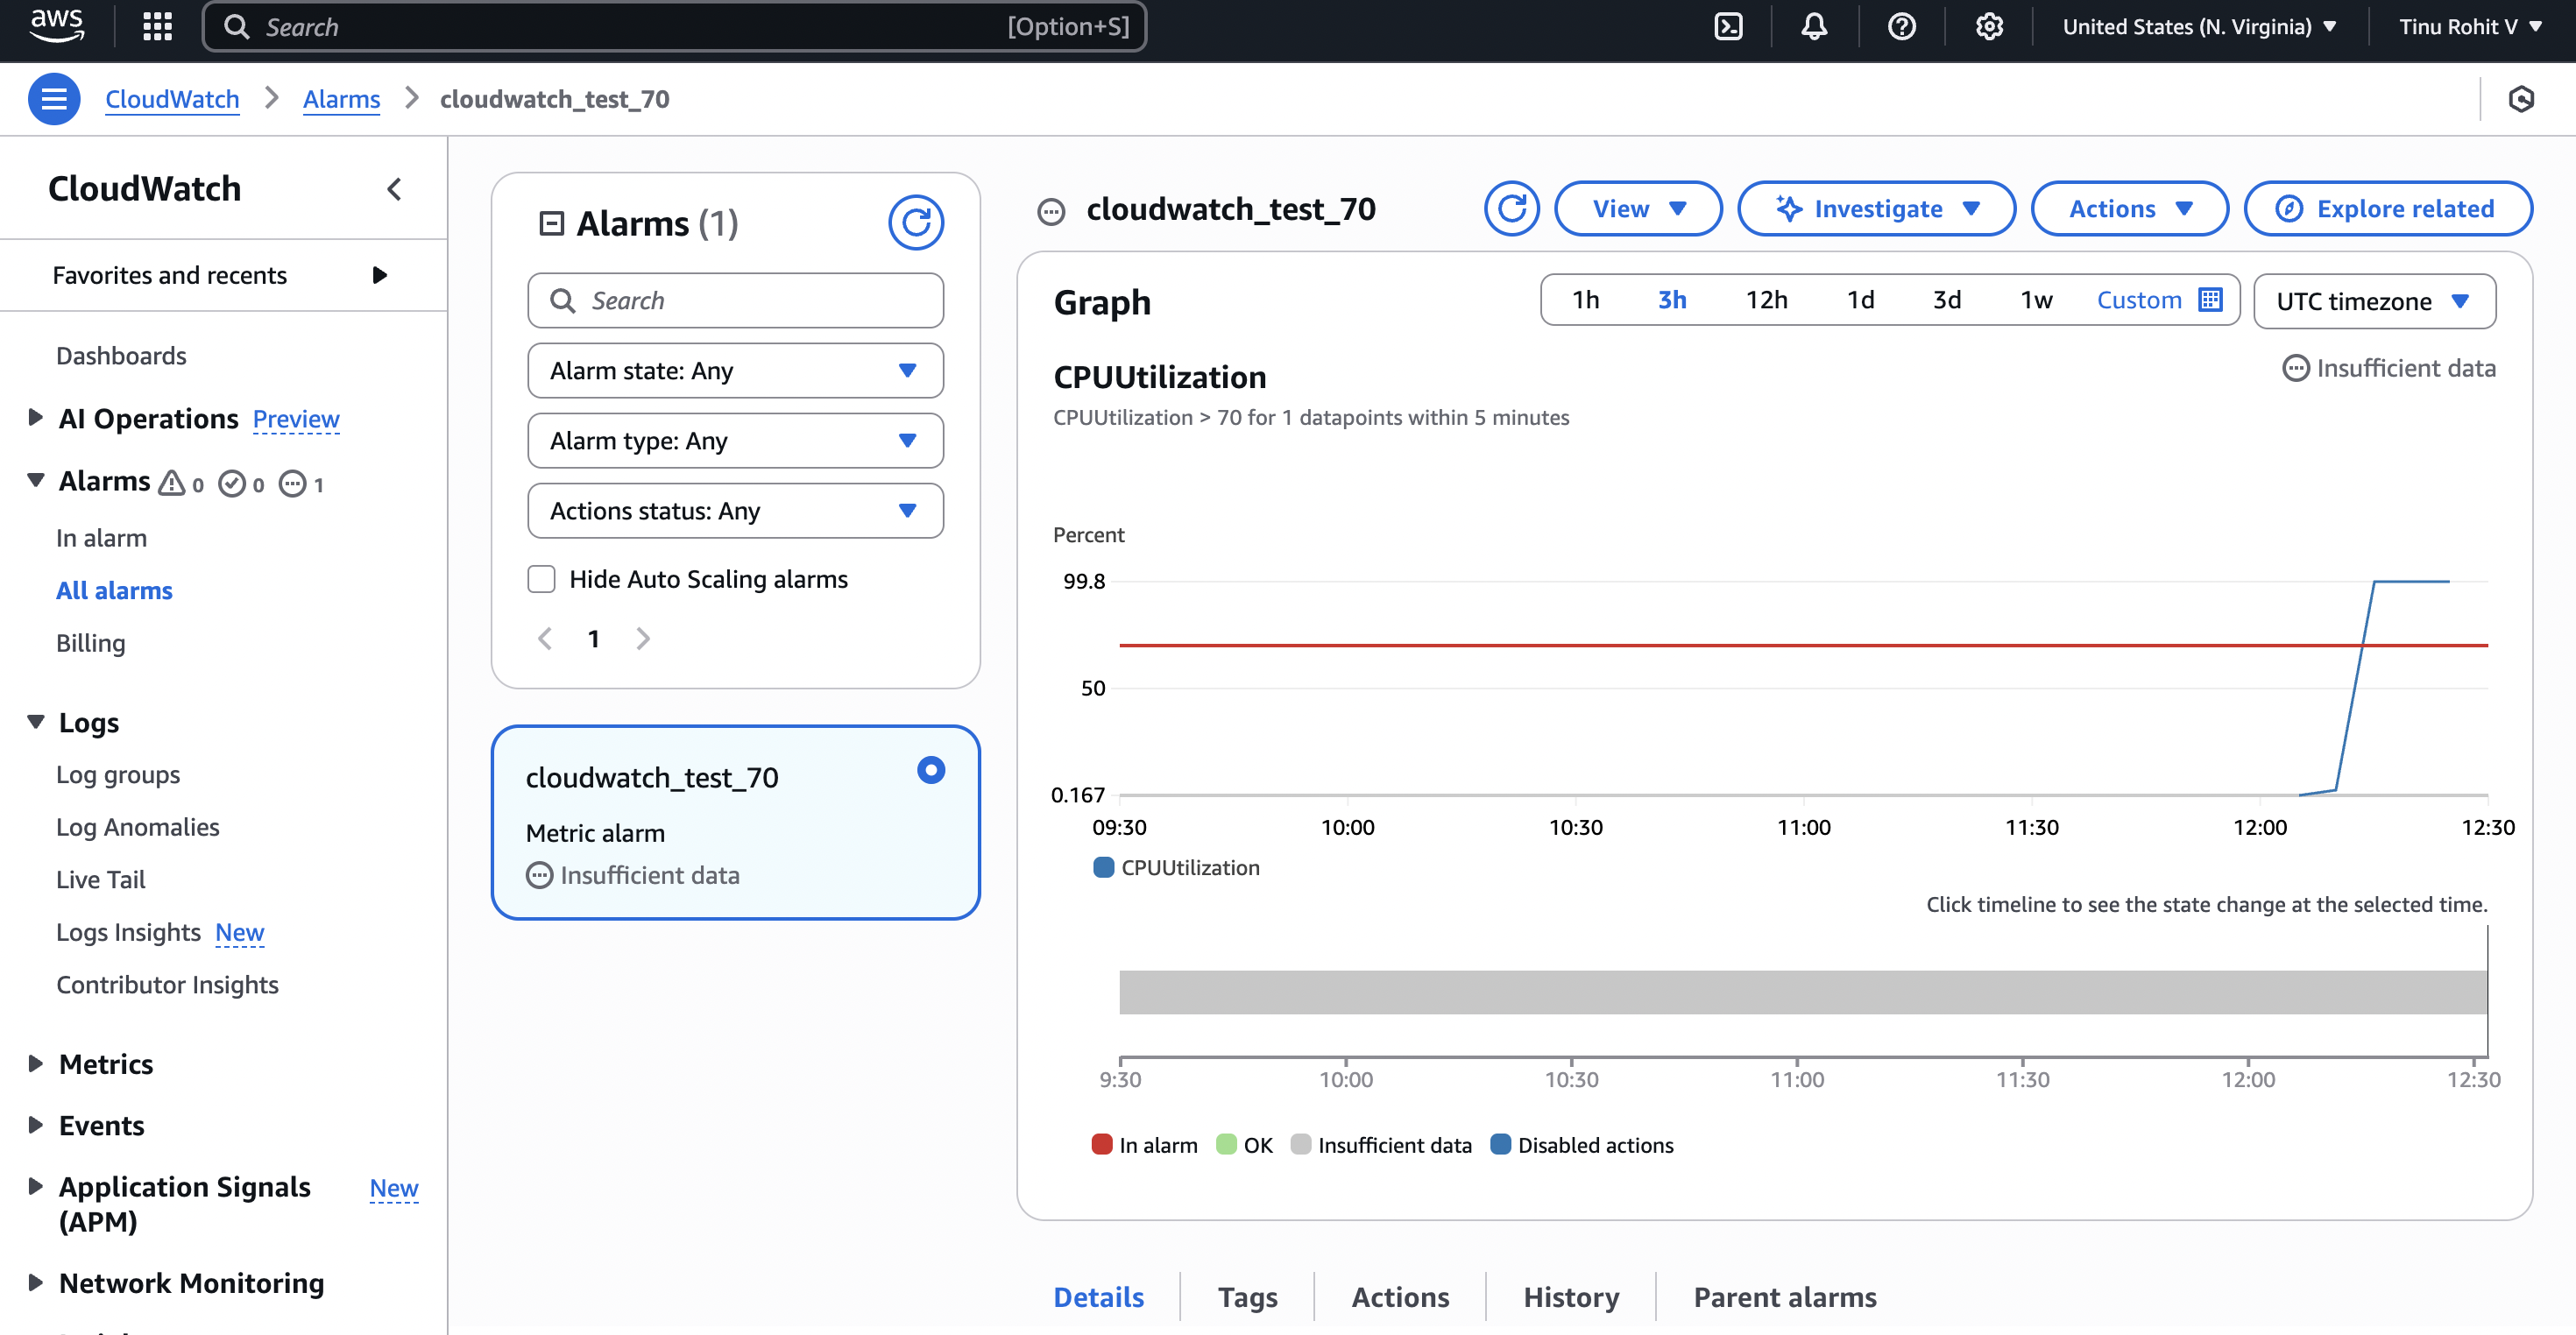 aws
Search
[Option+S]
United States (N. Virginia)
Tinu Rohit V
CloudWatch
Alarms
cloudwatch_test_70
CloudWatch
Favorites and recents
Dashboards
AI Operations Preview
Alarms 0 0 1
In alarm
All alarms
Billing
Logs
Log groups
Log Anomalies
Live Tail
Logs Insights New
Contributor Insights
Metrics
Events
Application Signals New
(APM)
Network Monitoring
Alarms (1)
Search
Alarm state: Any
Alarm type: Any
Actions status: Any
Hide Auto Scaling alarms
1
cloudwatch_test_70
Metric alarm
Insufficient data
cloudwatch_test_70
View
Investigate
Actions
Explore related
Graph
1h 3h 12h 1d 3d 1w Custom
UTC timezone
CPUUtilization
Insufficient data
CPUUtilization > 70 for 1 datapoints within 5 minutes
Percent
99.8
50
0.167
09:30 10:00 10:30 11:00 11:30 12:00 12:30
CPUUtilization
Click timeline to see the state change at the selected time.
9:30 10:00 10:30 11:00 11:30 12:00 12:30
In alarm OK Insufficient data Disabled actions
Details Tags Actions History Parent alarms